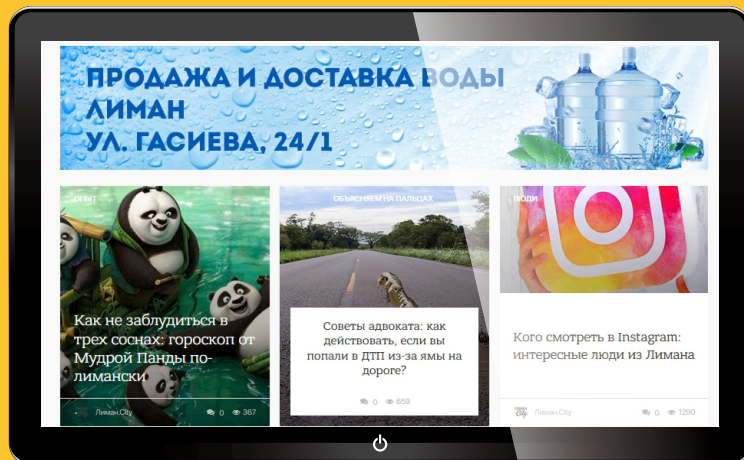 ПРОДАЖА И ДОСТАВКА ВОДЫ
ЛИМАН
УЛ. ГАСИЕВА, 24/1
ОПЫТ
Как не заблудиться в
трех соснах: гороскоп от
Мудрой Панды по-
лимански
Лиман.City
0 367
ОБЪЯСНЯЕМ НА ПАЛЬЦАХ
Советы адвоката: как
действовать, если вы
попали в ДТП из-за ямы на
дороге?
0 659
ЛЮДИ
Кого смотреть в Instagram:
интересные люди из Лимана
Лиман.City
0 1280